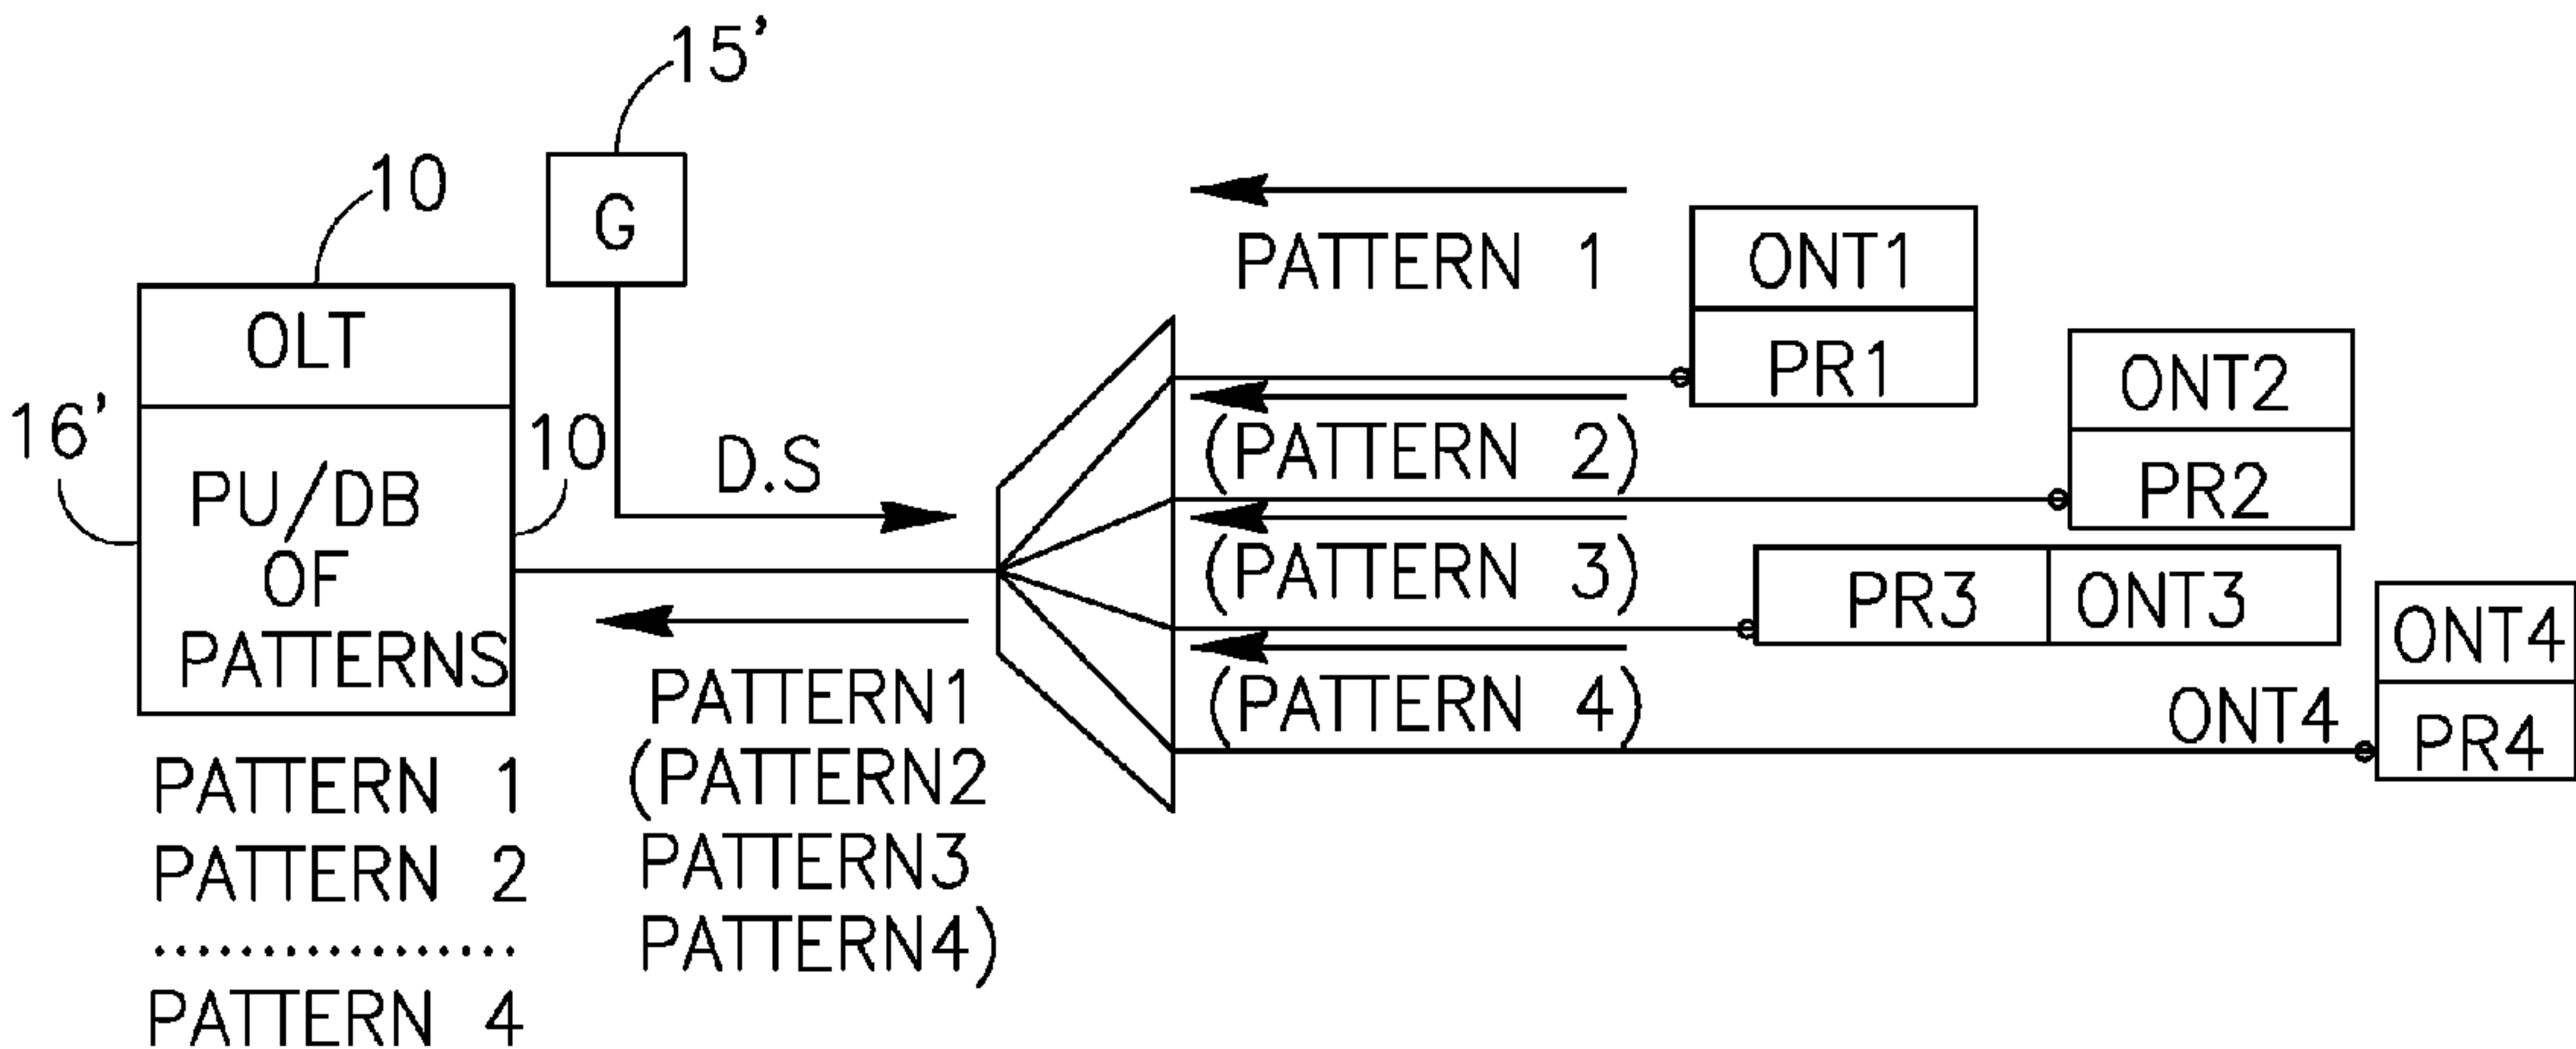 15'
10
G
OLT
16'
PU/DB
OF
PATTERNS
10
D.S
PATTERN 1
PATTERN 2
PATTERN 4
PATTERN1
(PATTERN2
PATTERN3
PATTERN4)
PATTERN 1
(PATTERN 2)
(PATTERN 3)
(PATTERN 4)
ONT1
PR1
ONT2
PR2
PR3 ONT3
ONT4
ONT4
PR4